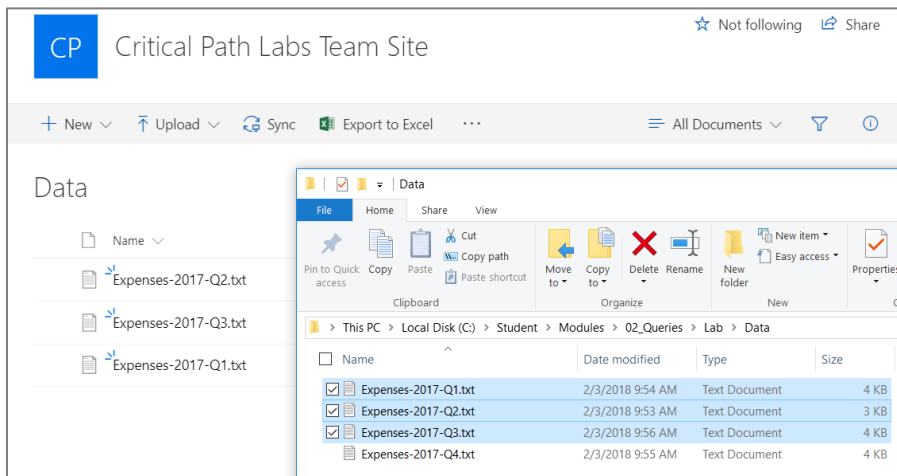 Not following Share
CP Critical Path Labs Team Site
New Upload Sync Export to Excel ... All Documents
Data
Name
Expenses-2017-Q2.txt
Expenses-2017-Q3.txt
Expenses-2017-Q1.txt
Data
File Home Share View
Pin to Quick access
Copy
Paste
Cut
Copy path
Paste shortcut
Move to
Copy to
Delete
Rename
New folder
New item
Easy access
Properties
Clipboard Organize New
This PC > Local Disk (C:) > Student > Modules > 02_Queries > Lab > Data
Name Date modified Type Size
Expenses-2017-Q1.txt 2/3/2018 9:54 AM Text Document 4 KB
Expenses-2017-Q2.txt 2/3/2018 9:53 AM Text Document 3 KB
Expenses-2017-Q3.txt 2/3/2018 9:56 AM Text Document 4 KB
Expenses-2017-Q4.txt 2/3/2018 9:55 AM Text Document 4 KB